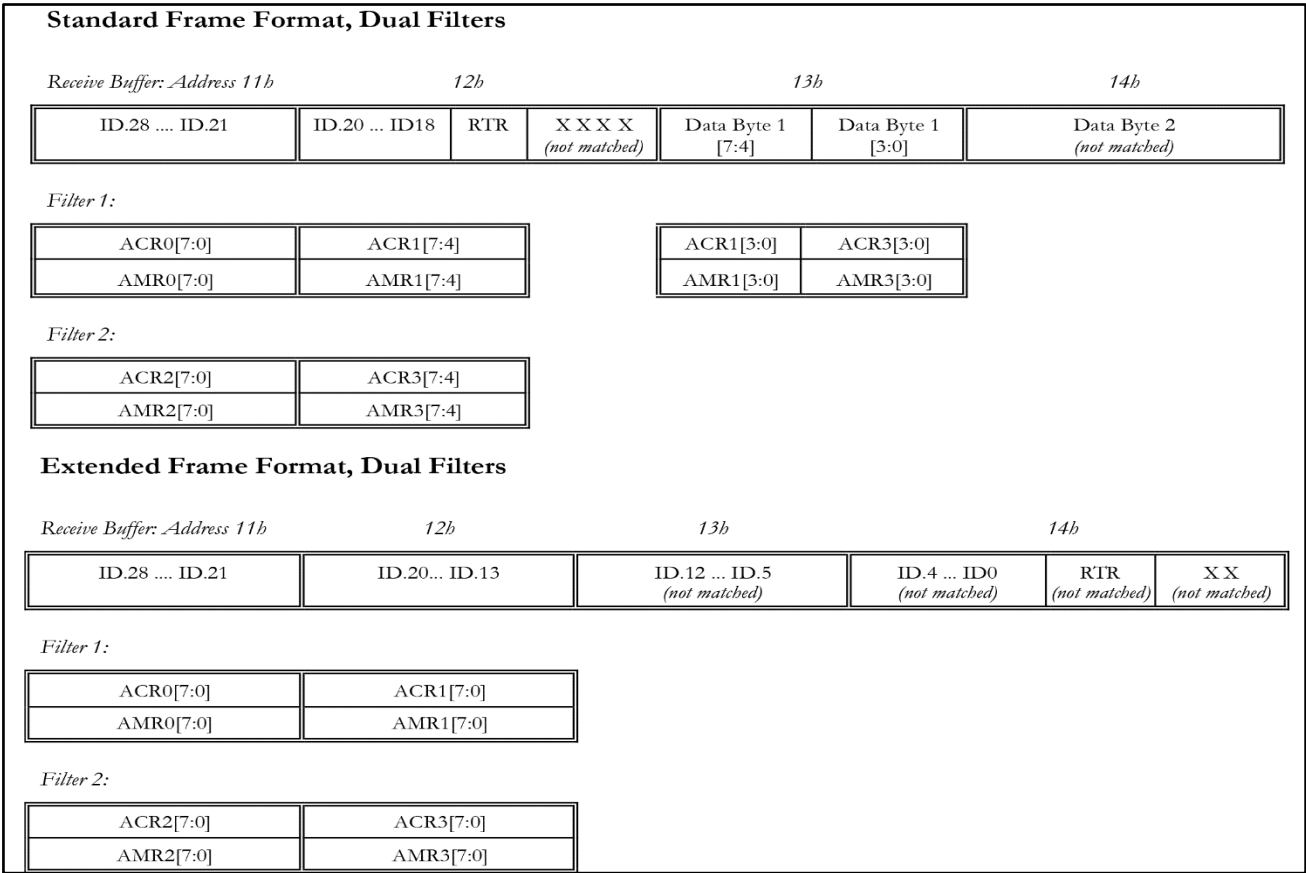 Standard Frame Format, Dual Filters
Receive Buffer: Address 11h 12h 13h 14h
ID.28 .... ID.21 ID.20 ... ID18 RTR X X X X Data Byte 1 Data Byte 1 Data Byte 2
(not matched) [7:4] [3:0] (not matched)
Filter 1:
ACR0[7:0] ACR1[7:4] ACR1[3:0] ACR3[3:0]
AMR0[7:0] AMR1[7:4] AMR1[3:0] AMR3[3:0]
Filter 2:
ACR2[7:0] ACR3[7:4]
AMR2[7:0] AMR3[7:4]
Extended Frame Format, Dual Filters
Receive Buffer: Address 11h 12h 13h 14h
ID.28 .... ID.21 ID.20... ID.13 ID.12 ... ID.5 ID.4 ... ID0 RTR X X
(not matched) (not matched) (not matched) (not matched)
Filter 1:
ACR0[7:0] ACR1[7:0]
AMR0[7:0] AMR1[7:0]
Filter 2:
ACR2[7:0] ACR3[7:0]
AMR2[7:0] AMR3[7:0]